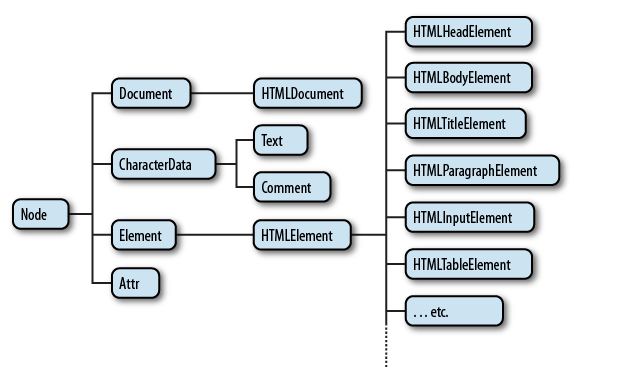 HTMLHeadElement
HTMLBodyElement
Document
HTMLDocument
HTMLTitleElement
Text
CharacterData
HTMLParagraphElement
Comment
Node
HTMLInputElement
Element
HTMLElement
HTMLTableElement
Attr
. . . etc.